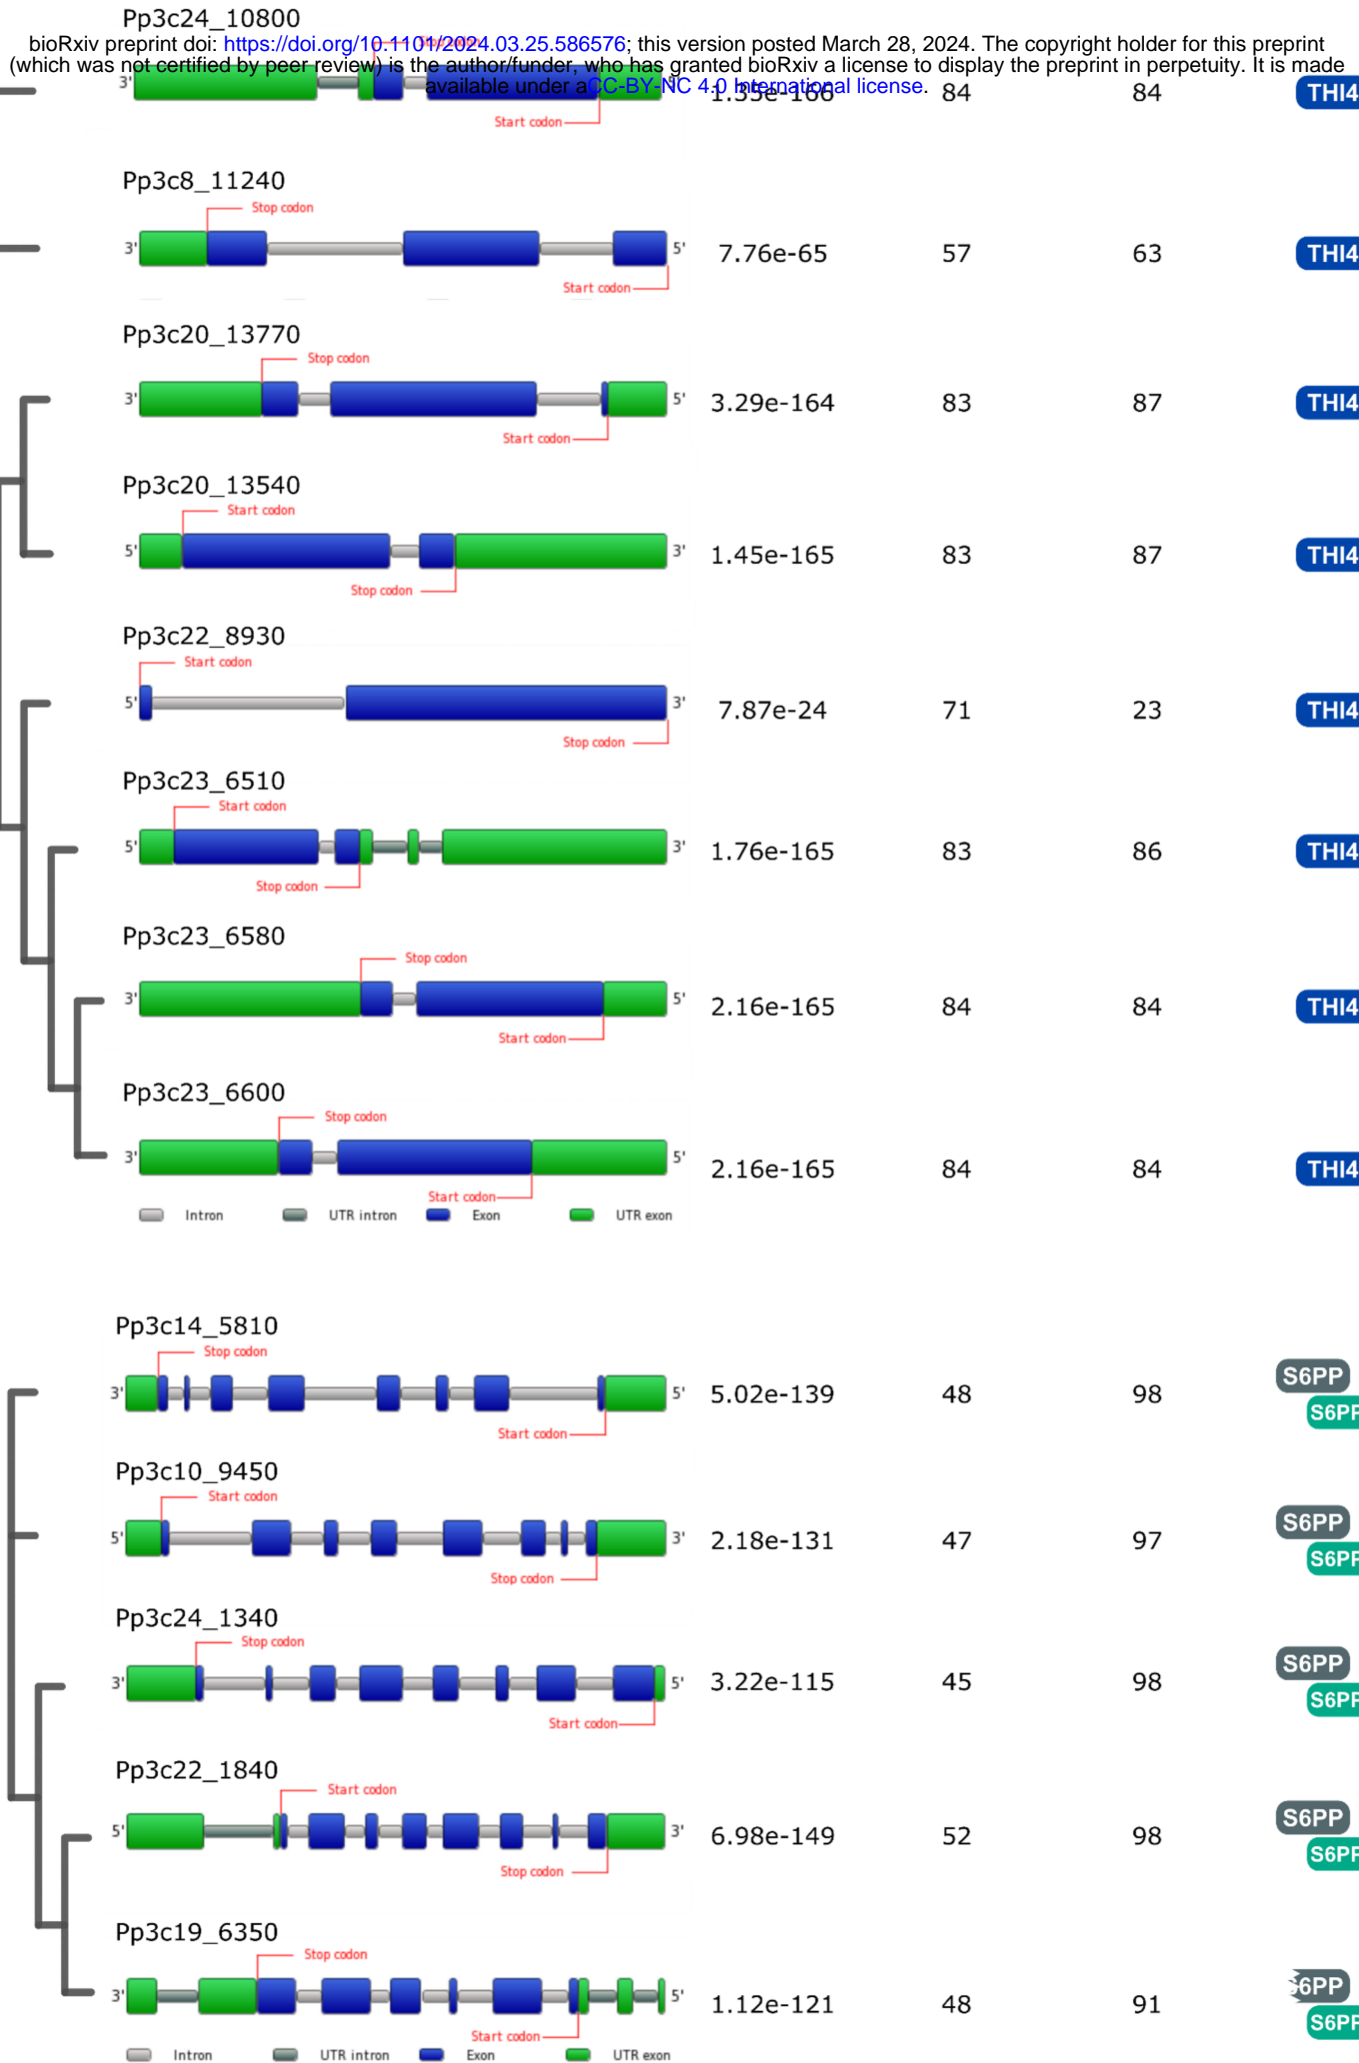 Pp3c24_10800
bioRxiv preprint doi: https://doi.org/10.1101/2024.03.25.586576; this version posted March 28, 2024. The copyright holder for this preprint
(which was not certified by peer review) is the author/funder, who has granted bioRxiv a license to display the preprint in perpetuity. It is made
available under aCC-BY-NC 4.0 International license.
3' 1.35e-166 84 84 THI4
Start codon
Pp3c8_11240
Stop codon
3' 5' 7.76e-65 57 63 THI4
Start codon
Pp3c20_13770
Stop codon
3' 5' 3.29e-164 83 87 THI4
Start codon
Pp3c20_13540
Start codon
5' 3' 1.45e-165 83 87 THI4
Stop codon
Pp3c22_8930
Start codon
5' 3' 7.87e-24 71 23 THI4
Stop codon
Pp3c23_6510
Start codon
5' 3' 1.76e-165 83 86 THI4
Stop codon
Pp3c23_6580
Stop codon
3' 5' 2.16e-165 84 84 THI4
Start codon
Pp3c23_6600
Stop codon
3' 5' 2.16e-165 84 84 THI4
Start codon
Intron UTR intron Exon UTR exon
Pp3c14_5810
Stop codon
S6PP
3' 5' 5.02e-139 48 98
S6PP
Start codon
Pp3c10_9450
Start codon
S6PP
5' 3' 2.18e-131 47 97
S6PP
Stop codon
Pp3c24_1340
Stop codon
S6PP
3' 5' 3.22e-115 45 98
S6PP
Start codon
Pp3c22_1840
Start codon
S6PP
5' 3' 6.98e-149 52 98
S6PP
Stop codon
Pp3c19_6350
Stop codon
S6PP
3' 5' 1.12e-121 48 91
S6PP
Start codon
Intron UTR intron Exon UTR exon